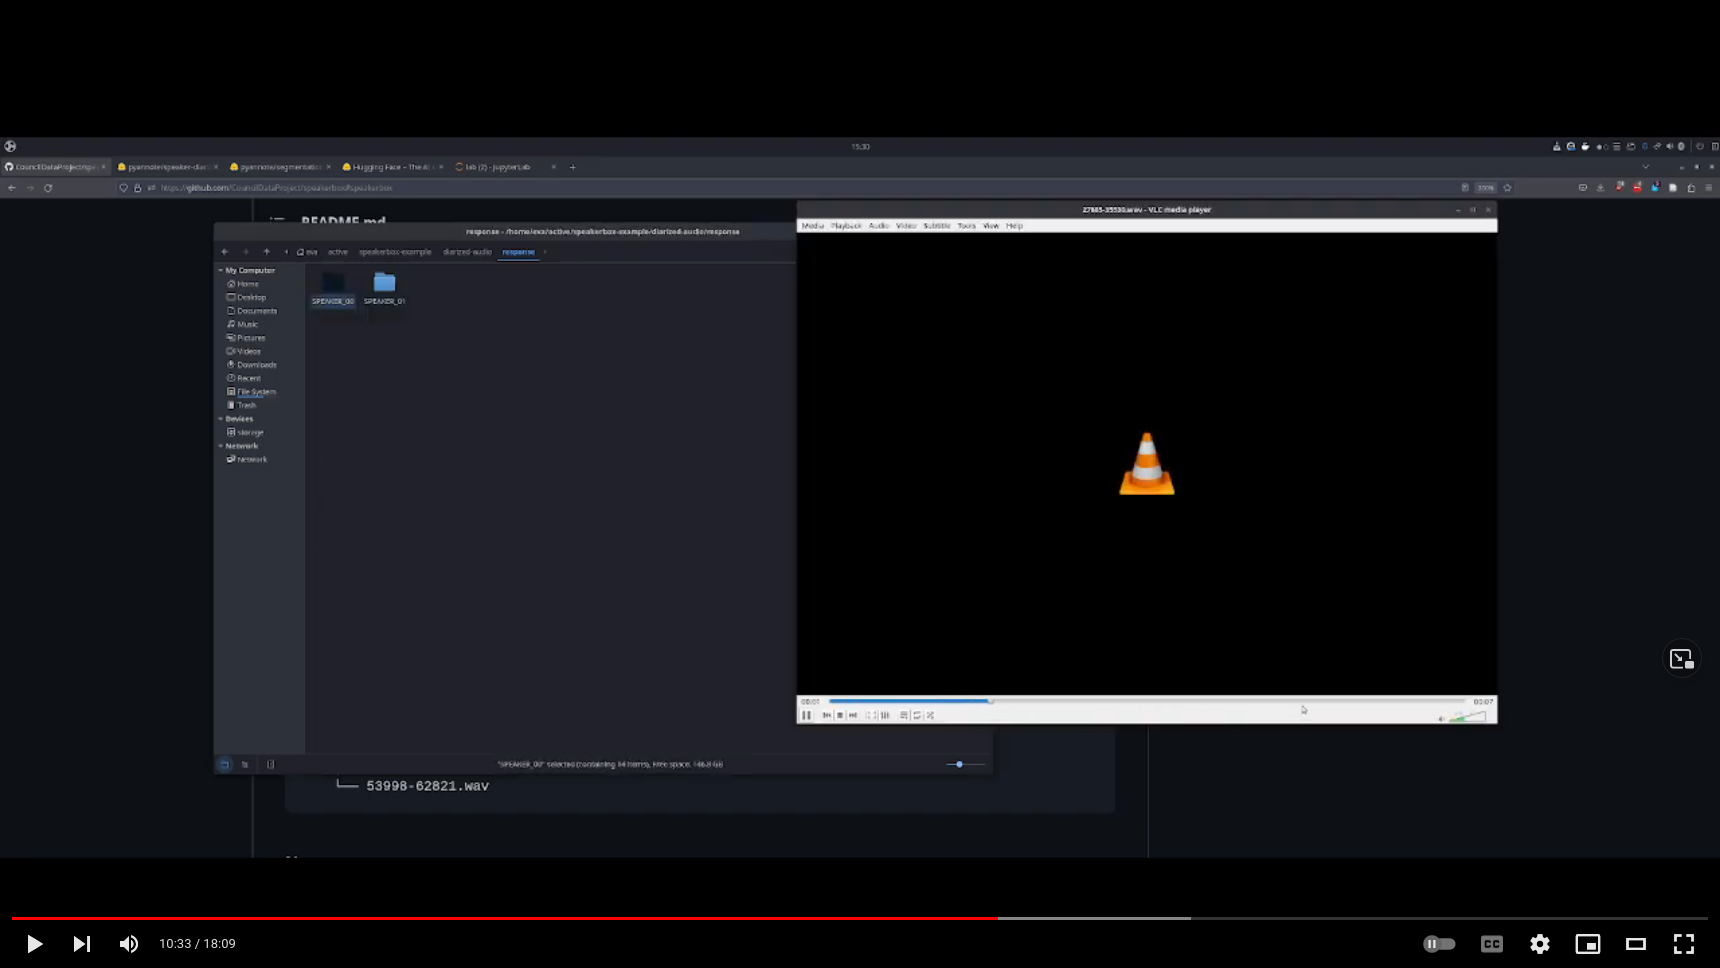 15:30
CouncilDataProject/spe
pyannote/speaker-diar
pyannote/segmentation
Hugging Face – The AI
lab (2) - JupyterLab
https://github.com/CouncilDataProject/speakerbox#speakerbox
README.md
response - /home/eva/active/speakerbox-example/diarized-audio/response
eva active speakerbox-example diarized-audio response
My Computer
Home
Desktop
Documents
Music
Pictures
Videos
Downloads
Recent
File System
Trash
Devices
storage
Network
Network
SPEAKER_00 SPEAKER_01
"SPEAKER_00" selected (containing 14 items), Free space: 146.8 GB
- VLC media player
Media Playback Audio Video Subtitle Tools View Help
00:01
00:07
53998-62821.wav
10:33 / 18:09
CC